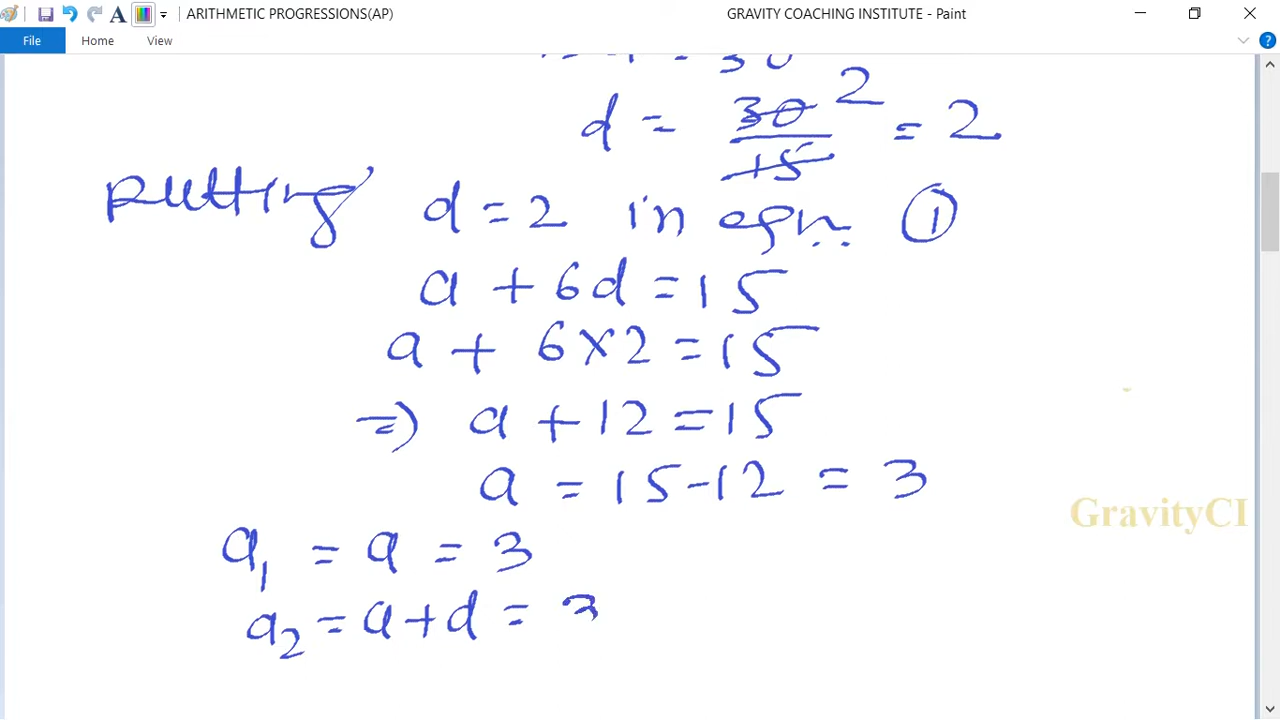 ARITHMETIC PROGRESSIONS(AP) GRAVITY COACHING INSTITUTE - Paint
File Home View
d = 30/15 2 = 2
Putting d = 2 in eqn. ①
a + 6d = 15
a + 6 × 2 = 15
=) a + 12 = 15
a = 15 - 12 = 3
GravityCI
a₁ = a = 3
a₂ = a + d = 3